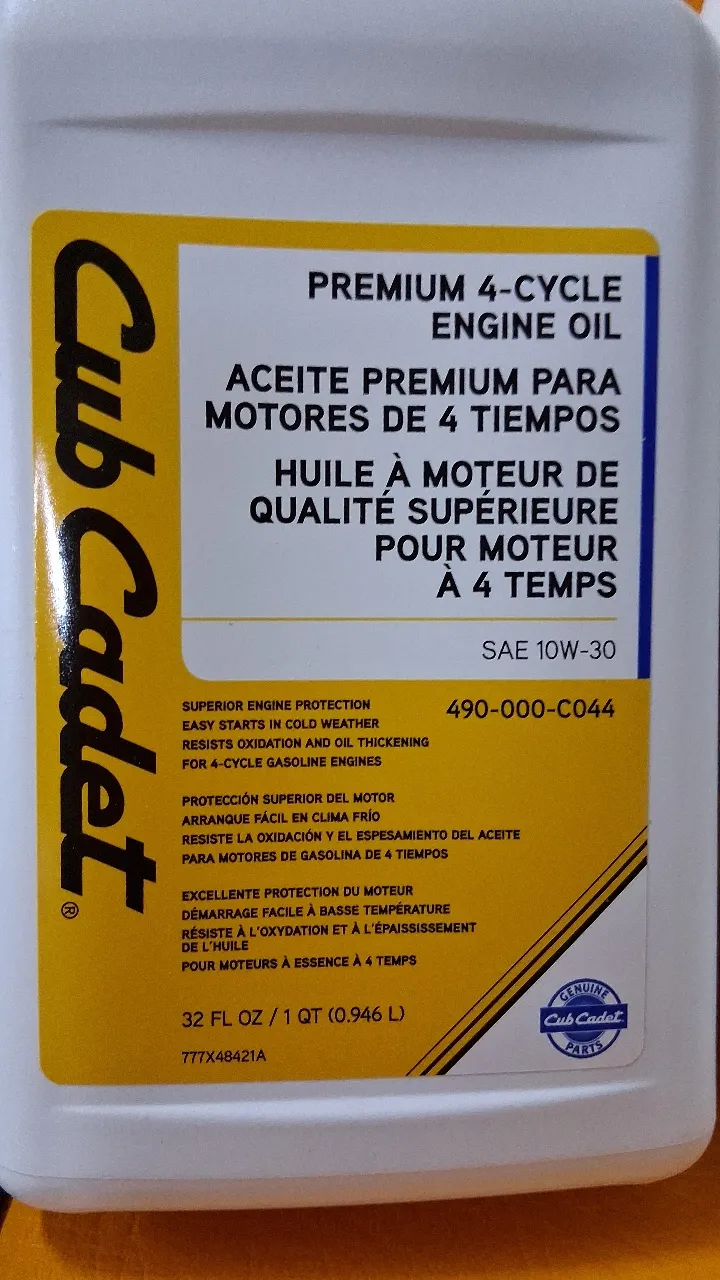 Cub Cadet®
PREMIUM 4-CYCLE
ENGINE OIL
ACEITE PREMIUM PARA
MOTORES DE 4 TIEMPOS
HUILE À MOTEUR DE
QUALITÉ SUPÉRIEURE
POUR MOTEUR
À 4 TEMPS
SAE 10W-30
490-000-C044
SUPERIOR ENGINE PROTECTION
EASY STARTS IN COLD WEATHER
RESISTS OXIDATION AND OIL THICKENING
FOR 4-CYCLE GASOLINE ENGINES
PROTECCIÓN SUPERIOR DEL MOTOR
ARRANQUE FÁCIL EN CLIMA FRÍO
RESISTE LA OXIDACIÓN Y EL ESPESAMIENTO DEL ACEITE
PARA MOTORES DE GASOLINA DE 4 TIEMPOS
EXCELLENTE PROTECTION DU MOTEUR
DÉMARRAGE FACILE À BASSE TEMPÉRATURE
RÉSISTE À L'OXYDATION ET À L'ÉPAISSISSEMENT
DE L'HUILE
POUR MOTEURS À ESSENCE À 4 TEMPS
32 FL OZ / 1 QT (0.946 L)
777X48421A
GENUINE
Cub Cadet
PARTS